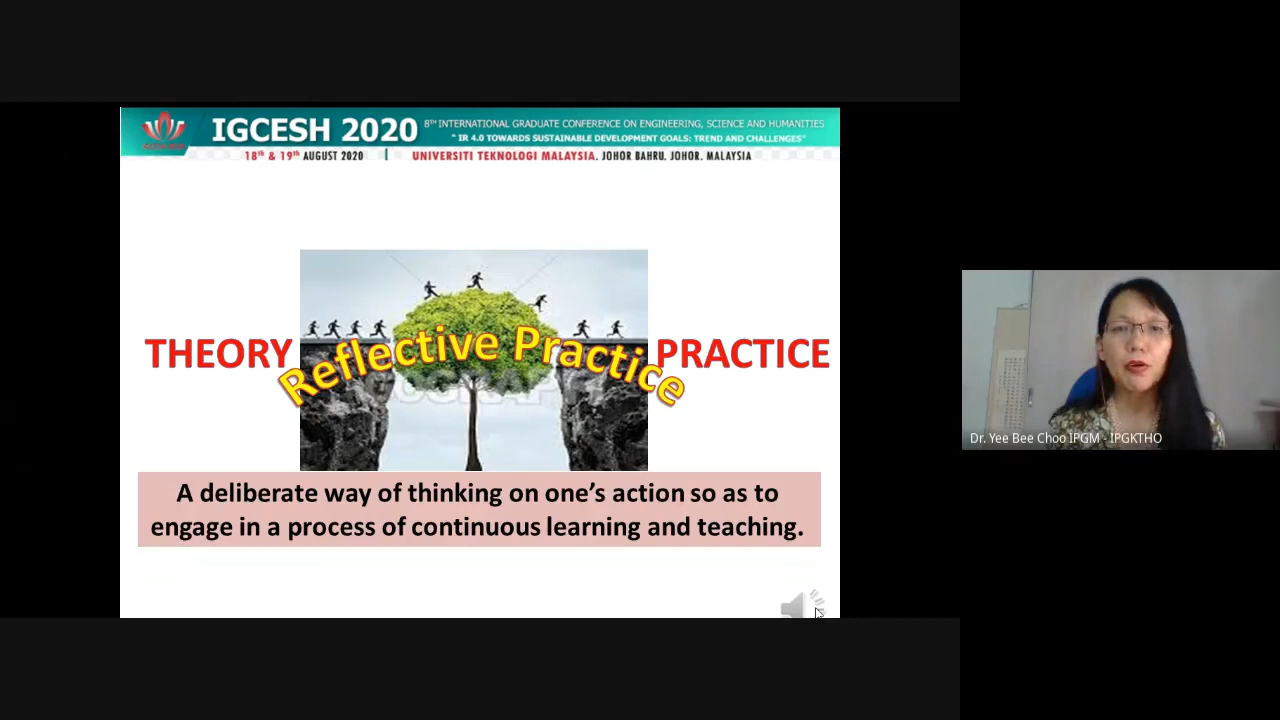 IGCESH 2020
8TH INTERNATIONAL GRADUATE CONFERENCE ON ENGINEERING, SCIENCE AND HUMANITIES
" IR 4.0 TOWARDS SUSTAINABLE DEVELOPMENT GOALS: TREND AND CHALLENGES"
18th & 19th AUGUST 2020 | UNIVERSITI TEKNOLOGI MALAYSIA, JOHOR BAHRU, JOHOR, MALAYSIA
THEORY
Reflective Practice
PRACTICE
A deliberate way of thinking on one's action so as to
engage in a process of continuous learning and teaching.
Dr. Yee Bee Choo IPGM - IPGKTHO